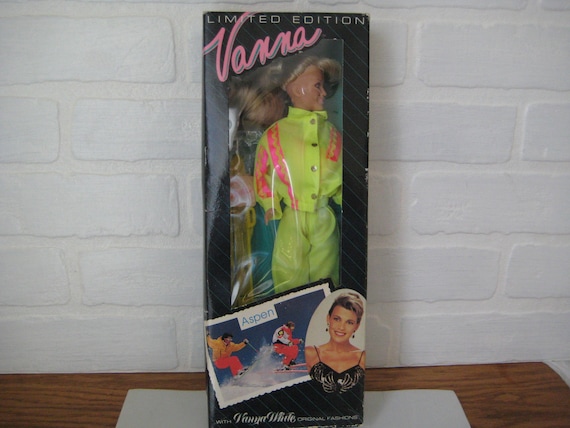 LIMITED EDITION
Vanna
Aspen
WITH Vanna White ORIGINAL FASHIONS